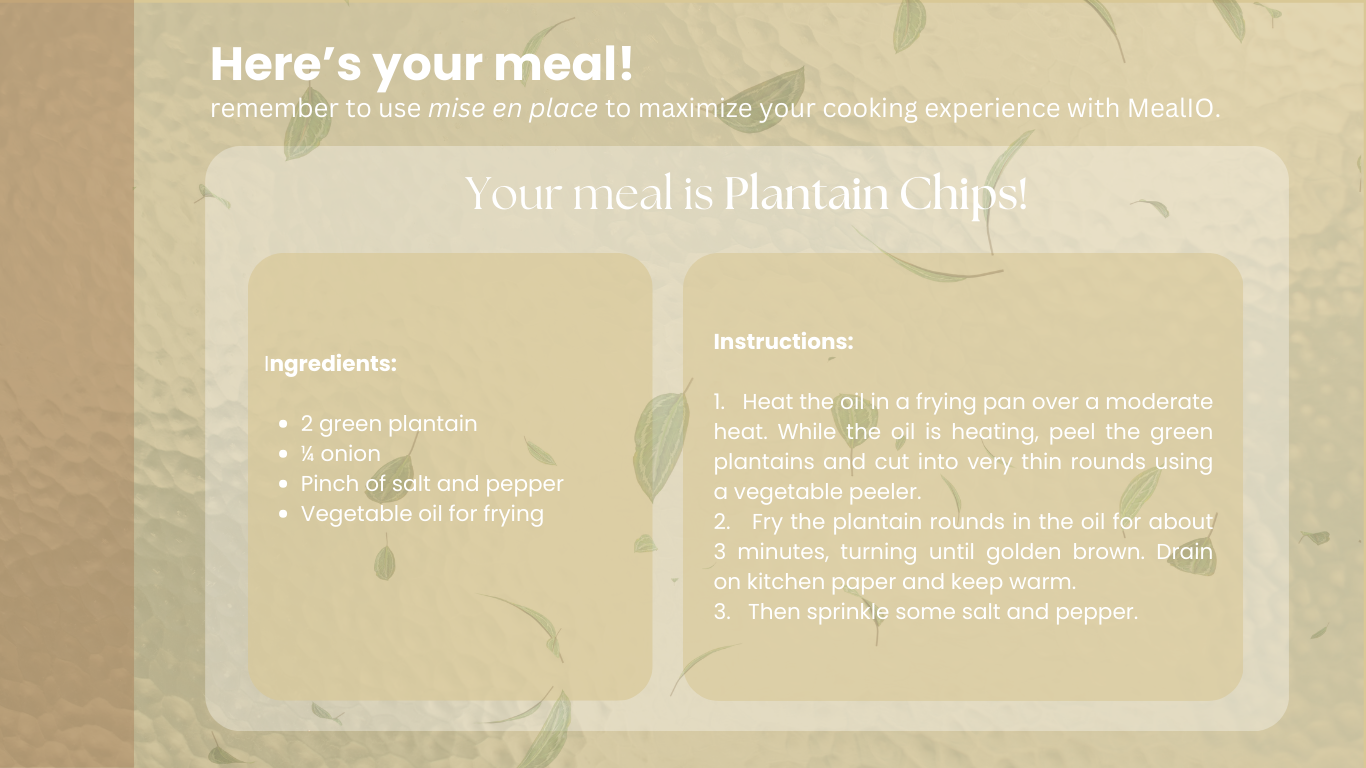 Here's your meal!
remember to use mise en place to maximize your cooking experience with MealIO.
Your meal is Plantain Chips!
Ingredients:
• 2 green plantain
• ¼ onion
• Pinch of salt and pepper
• Vegetable oil for frying
Instructions:
1. Heat the oil in a frying pan over a moderate
heat. While the oil is heating, peel the green
plantains and cut into very thin rounds using
a vegetable peeler.
2. Fry the plantain rounds in the oil for about
3 minutes, turning until golden brown. Drain
on kitchen paper and keep warm.
3. Then sprinkle some salt and pepper.